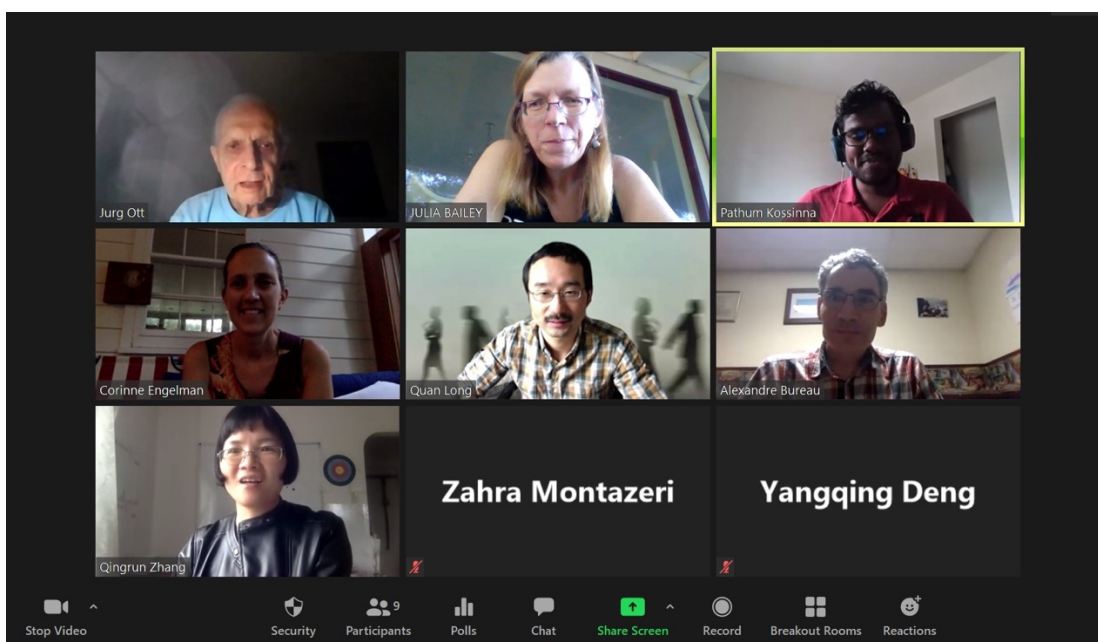 Jurg Ott
JULIA BAILEY
Pathum Kossinna
Corinne Engelman
Quan Long
Alexandre Bureau
Qingrun Zhang
Zahra Montazeri
Yangqing Deng
Stop Video
Security
Participants
9
Polls
Chat
Share Screen
Record
Breakout Rooms
Reactions